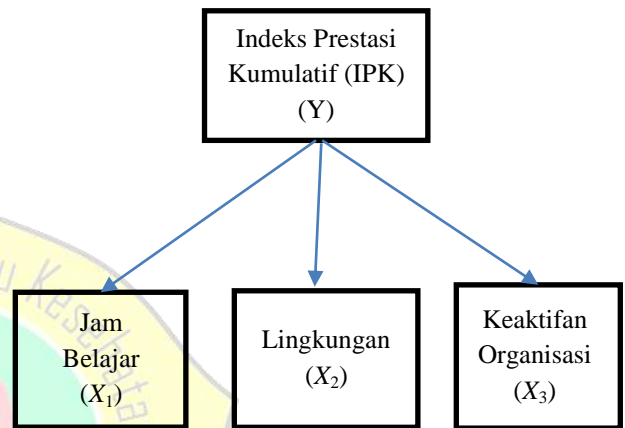 Indeks Prestasi
Kumulatif (IPK)
(Y)
Jam
Belajar
(X₁)
Lingkungan
(X₂)
Keaktifan
Organisasi
(X₃)